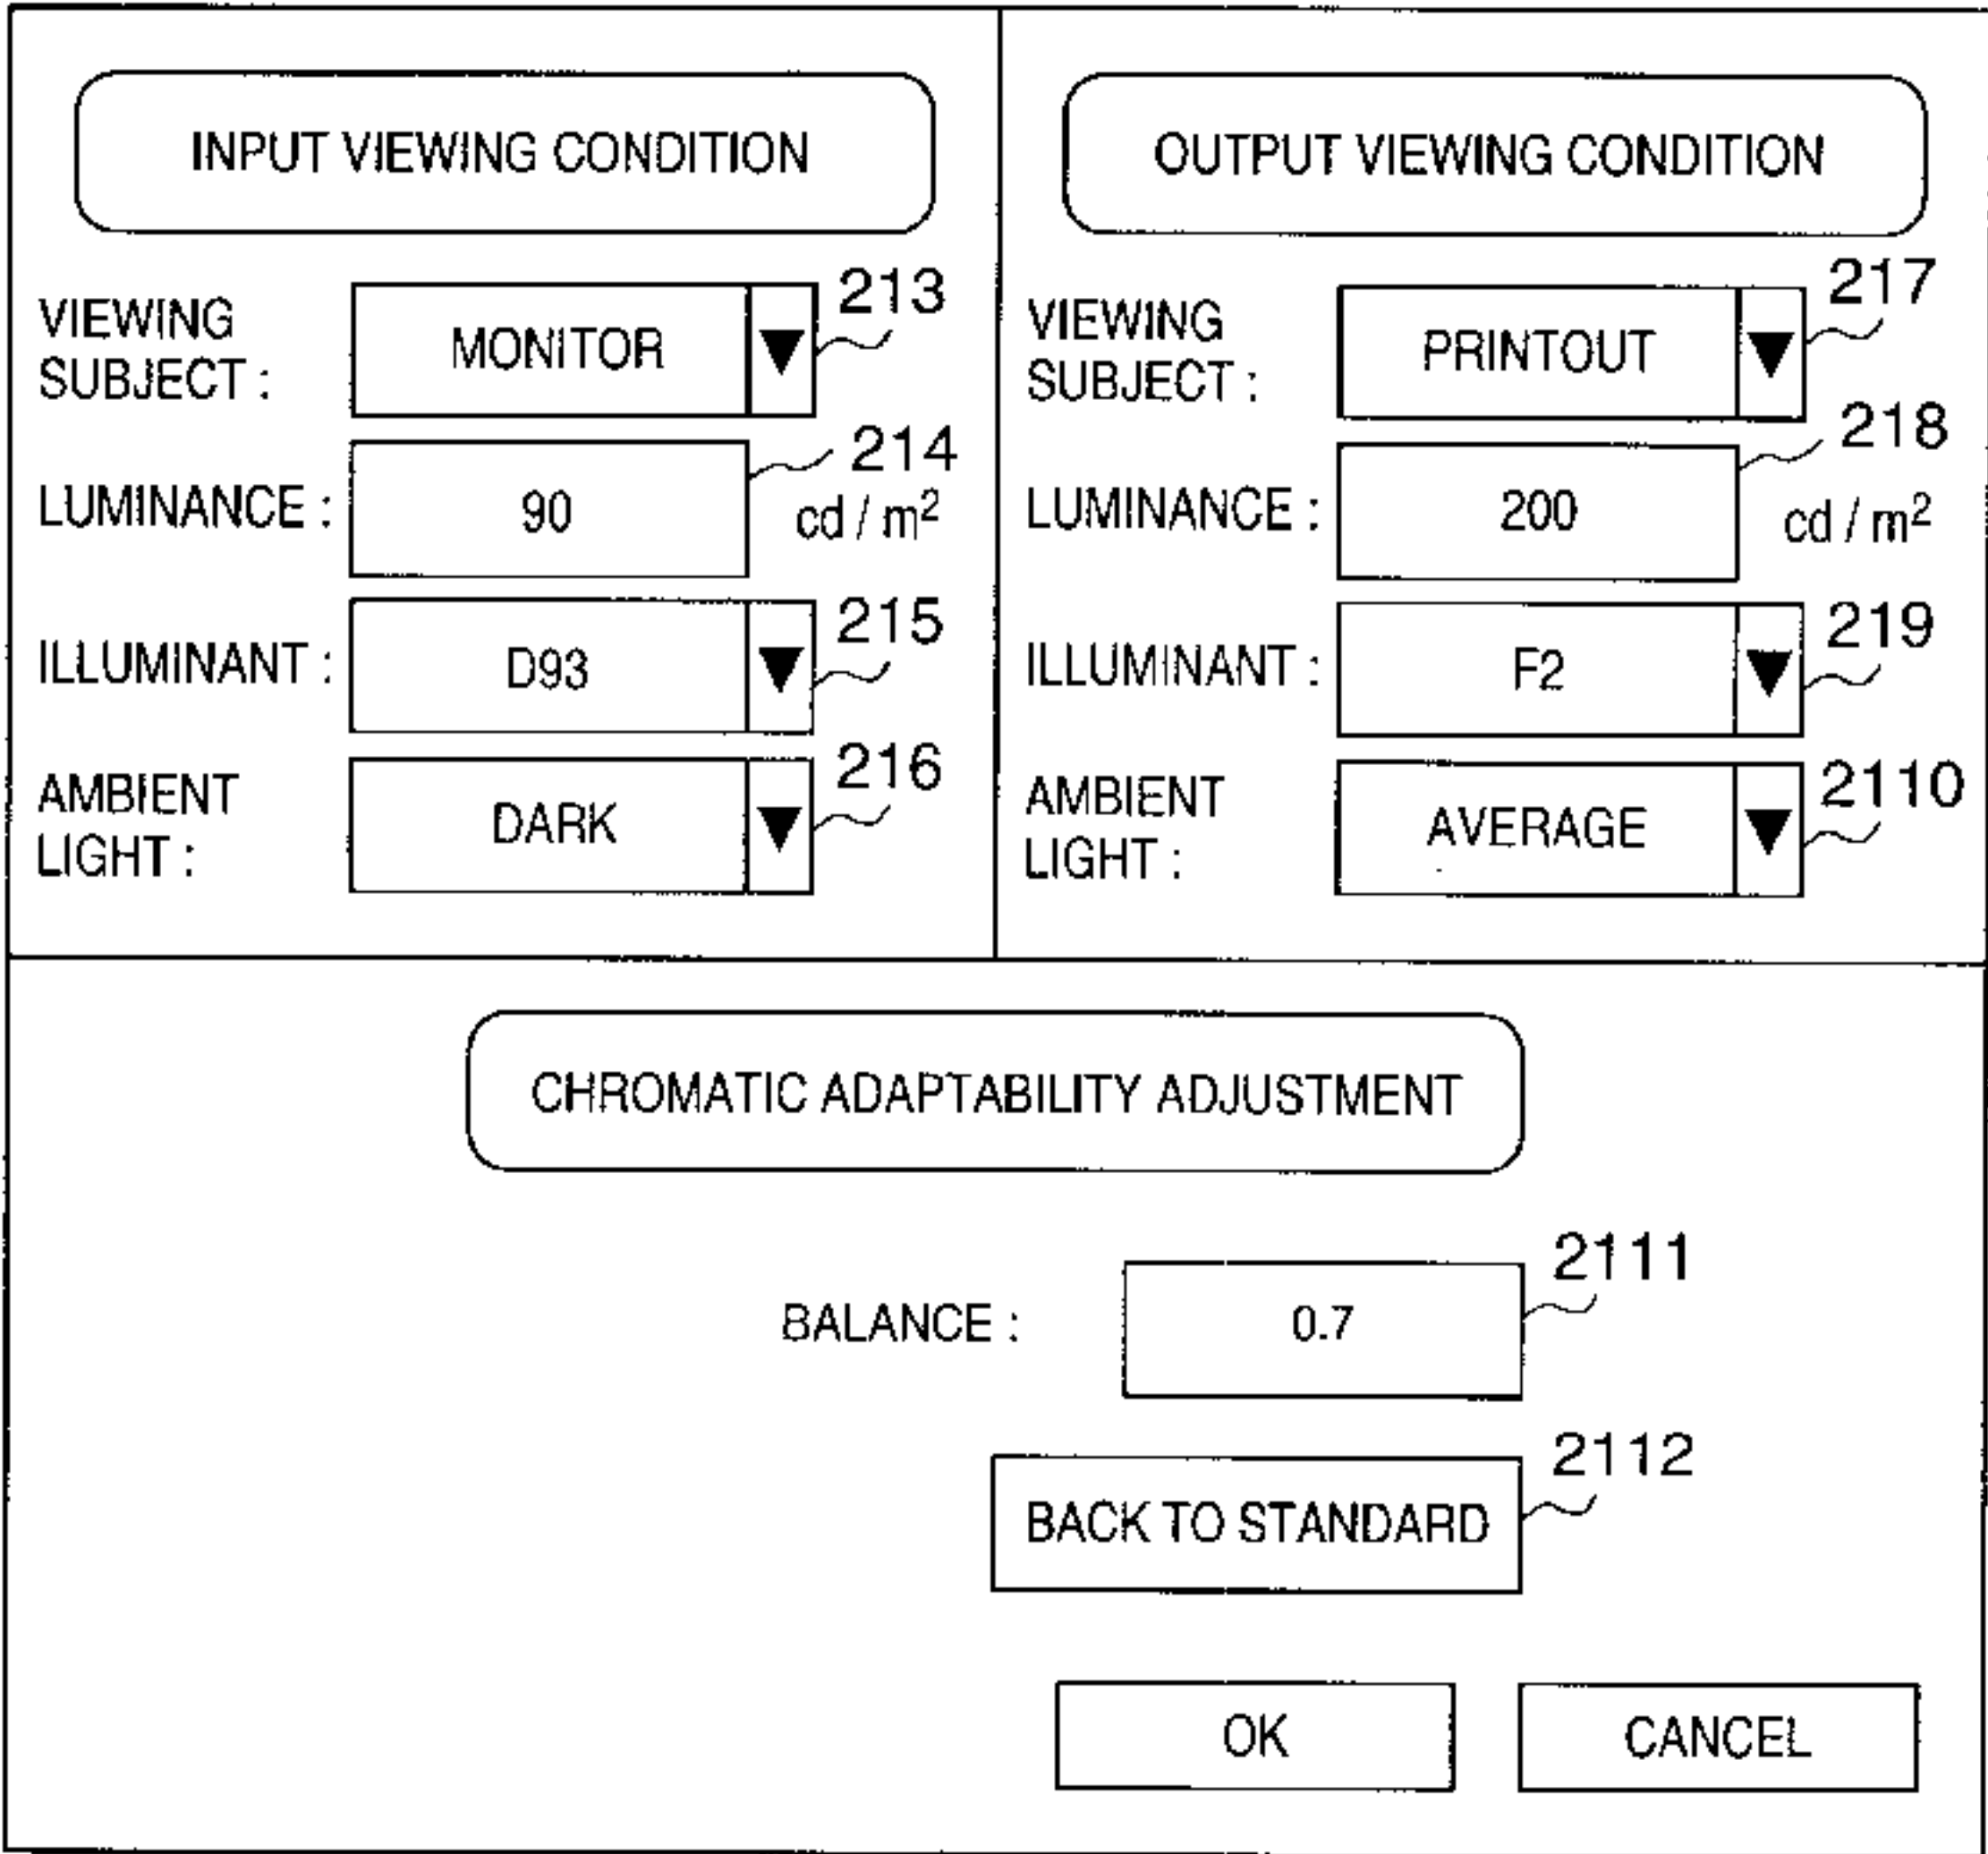 INPUT VIEWING CONDITION
VIEWING SUBJECT : MONITOR 213
LUMINANCE : 90 cd / m² 214
ILLUMINANT : D93 215
AMBIENT LIGHT : DARK 216
OUTPUT VIEWING CONDITION
VIEWING SUBJECT : PRINTOUT 217
LUMINANCE : 200 cd / m² 218
ILLUMINANT : F2 219
AMBIENT LIGHT : AVERAGE 2110
CHROMATIC ADAPTABILITY ADJUSTMENT
BALANCE : 0.7 2111
BACK TO STANDARD 2112
OK CANCEL